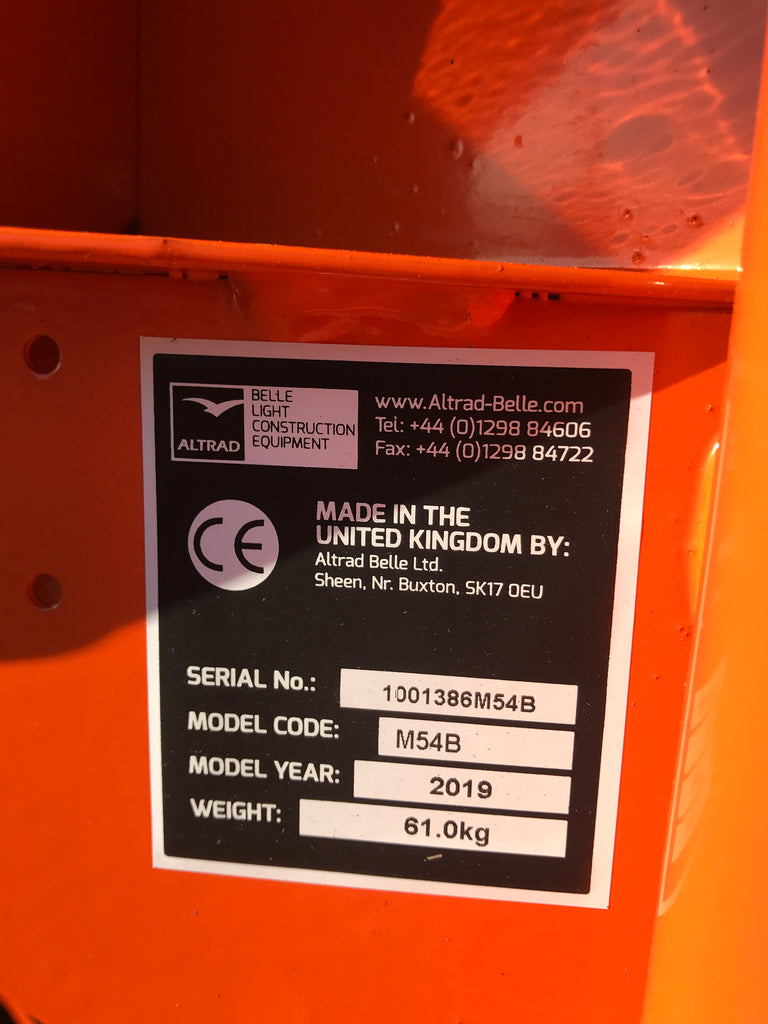 ALTRAD
BELLE
LIGHT
CONSTRUCTION
EQUIPMENT
www.Altrad-Belle.com
Tel: +44 (0)1298 84606
Fax: +44 (0)1298 84722
CE
MADE IN THE
UNITED KINGDOM BY:
Altrad Belle Ltd.
Sheen, Nr. Buxton, SK17 0EU
SERIAL No.: 1001386M54B
MODEL CODE: M54B
MODEL YEAR: 2019
WEIGHT: 61.0kg